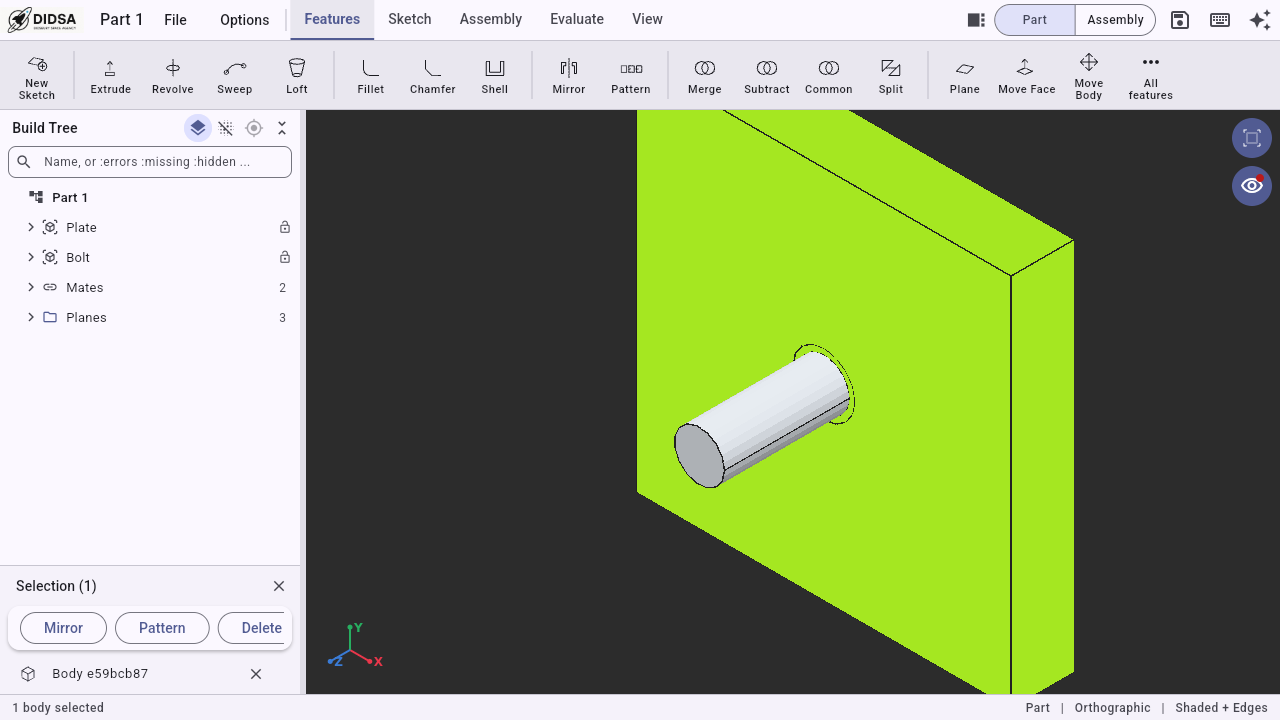 DIDSA
Part 1 File Options Features Sketch Assembly Evaluate View Part Assembly
New Sketch Extrude Revolve Sweep Loft Fillet Chamfer Shell Mirror Pattern Merge Subtract Common Split Plane Move Face Move Body All features
Build Tree
Name, or :errors :missing :hidden ...
Part 1
Plate
Bolt
Mates 2
Planes 3
Selection (1)
Mirror Pattern Delete
Body e59bcb87
Y
Z X
1 body selected Part | Orthographic | Shaded + Edges